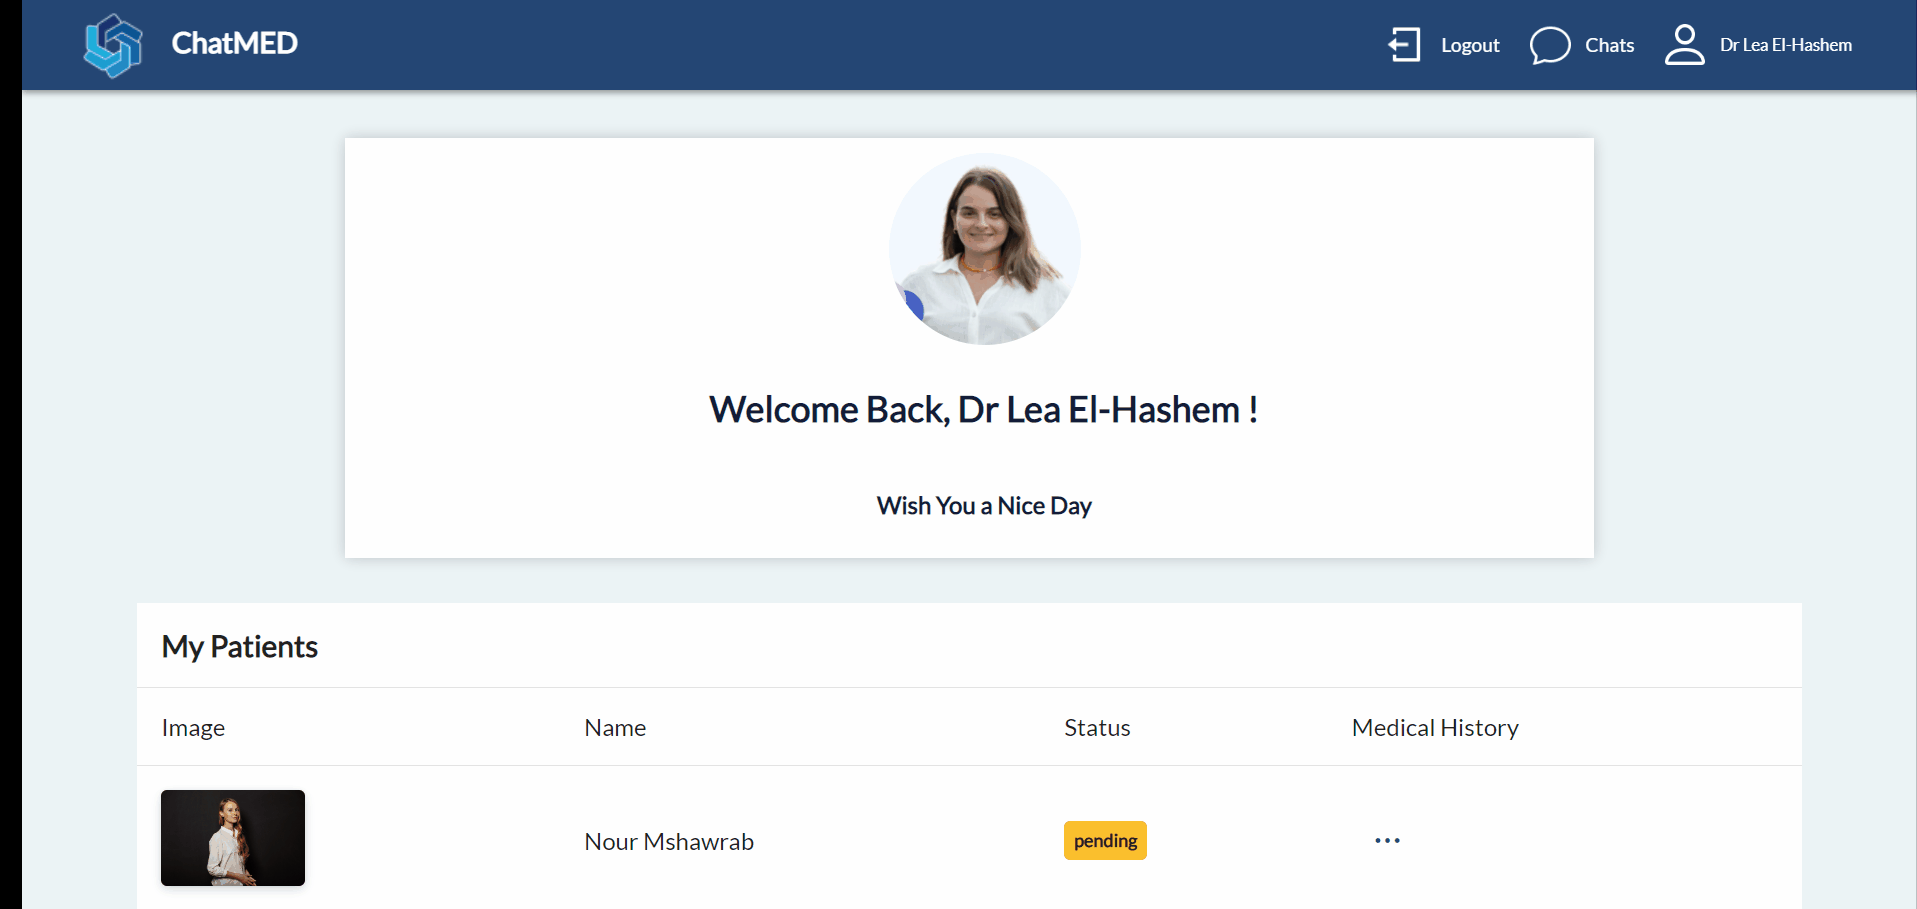 ChatMED
Logout
Chats
Dr Lea El-Hashem
Welcome Back, Dr Lea El-Hashem !
Wish You a Nice Day
My Patients
Image Name Status Medical History
Nour Mshawrab pending ...